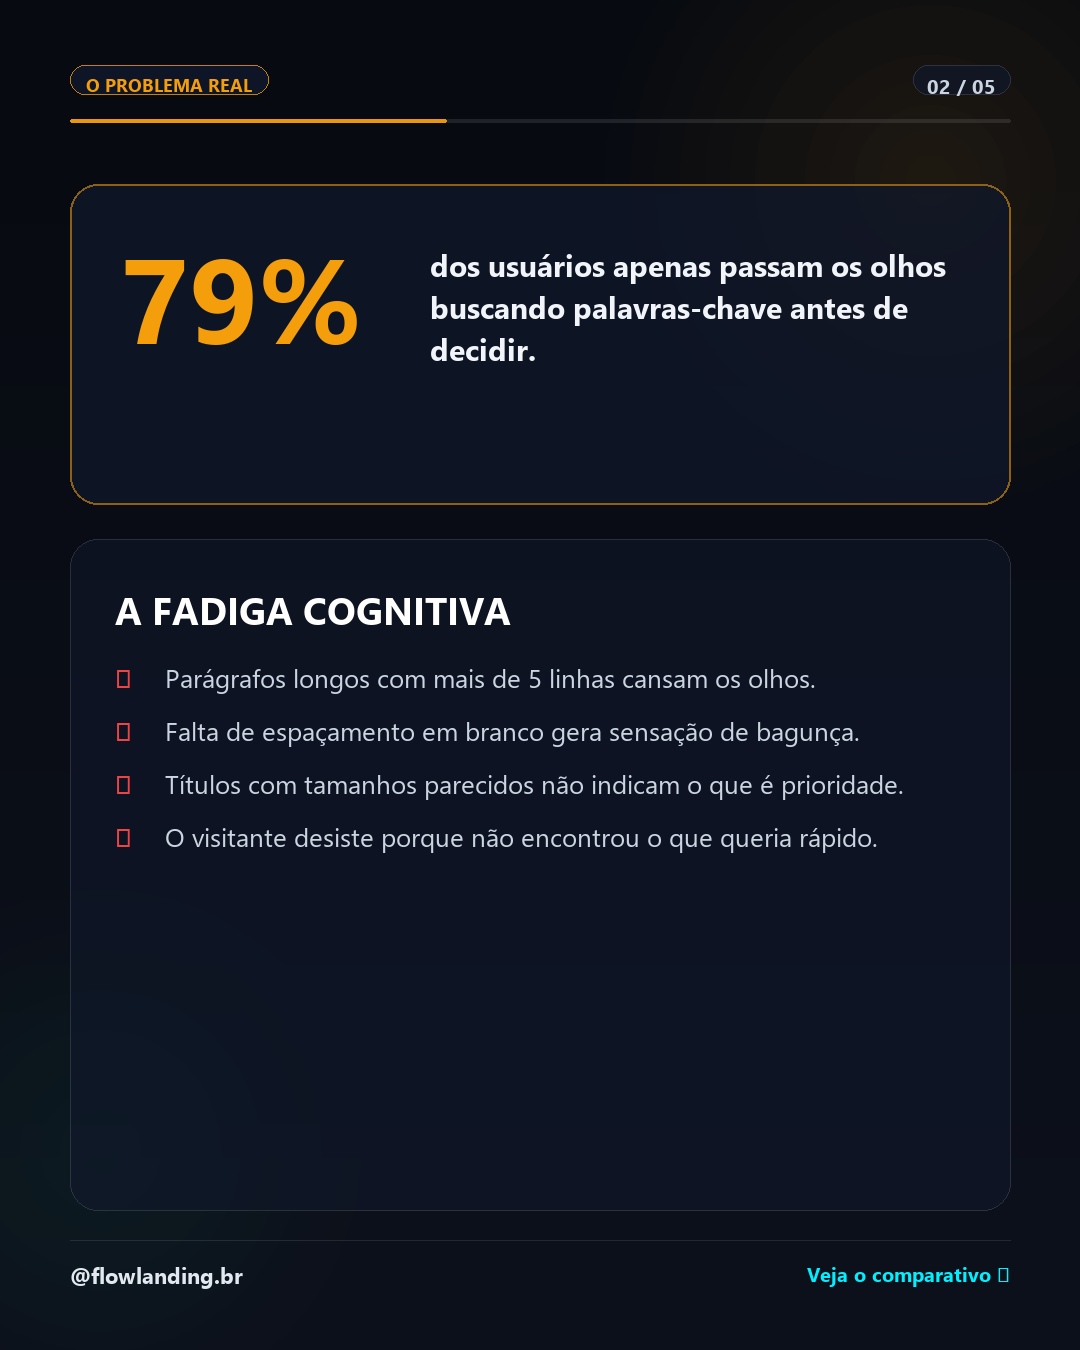 O PROBLEMA REAL
02 / 05
79%
dos usuários apenas passam os olhos
buscando palavras-chave antes de
decidir.
A FADIGA COGNITIVA
Parágrafos longos com mais de 5 linhas cansam os olhos.
Falta de espaçamento em branco gera sensação de bagunça.
Títulos com tamanhos parecidos não indicam o que é prioridade.
O visitante desiste porque não encontrou o que queria rápido.
@flowlanding.br
Veja o comparativo